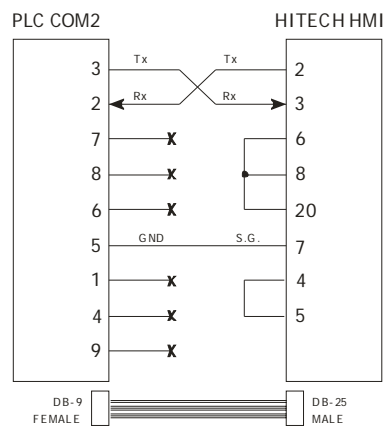 PLC COM2 HITECH HMI
3 Tx Tx 2
2 Rx Rx 3
7 X 6
8 X 8
6 X 20
5 GND S.G. 7
1 X 4
4 X 5
9 X
DB-9 DB-25
FEMALE MALE